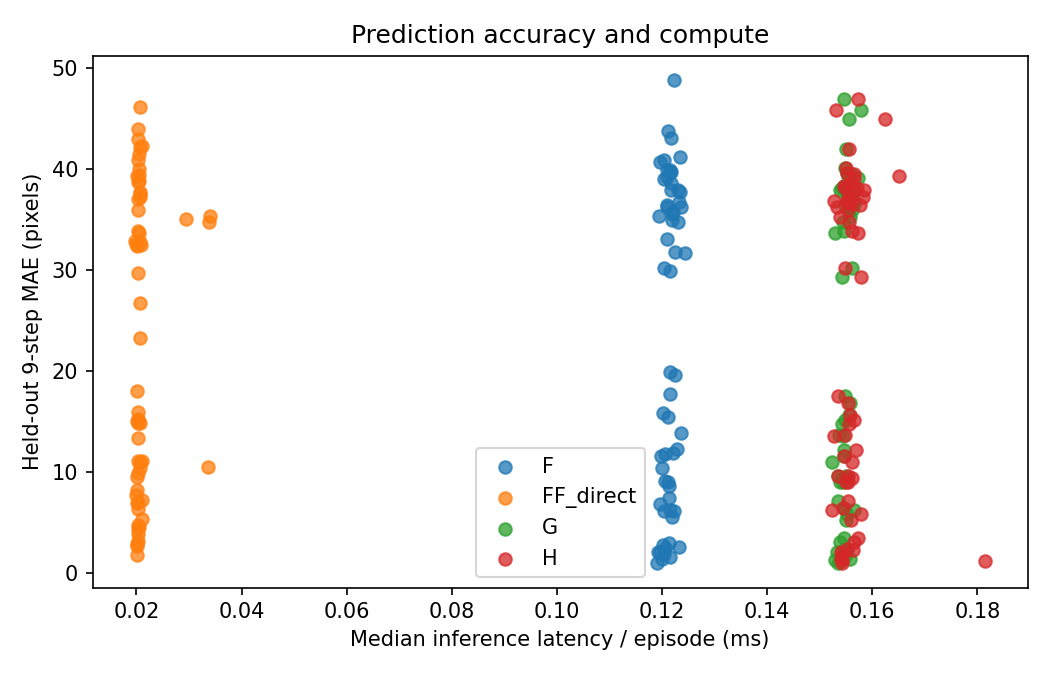 Prediction accuracy and compute
Held-out 9-step MAE (pixels)
50
40
30
20
10
0
F
FF_direct
G
H
0.02 0.04 0.06 0.08 0.10 0.12 0.14 0.16 0.18
Median inference latency / episode (ms)